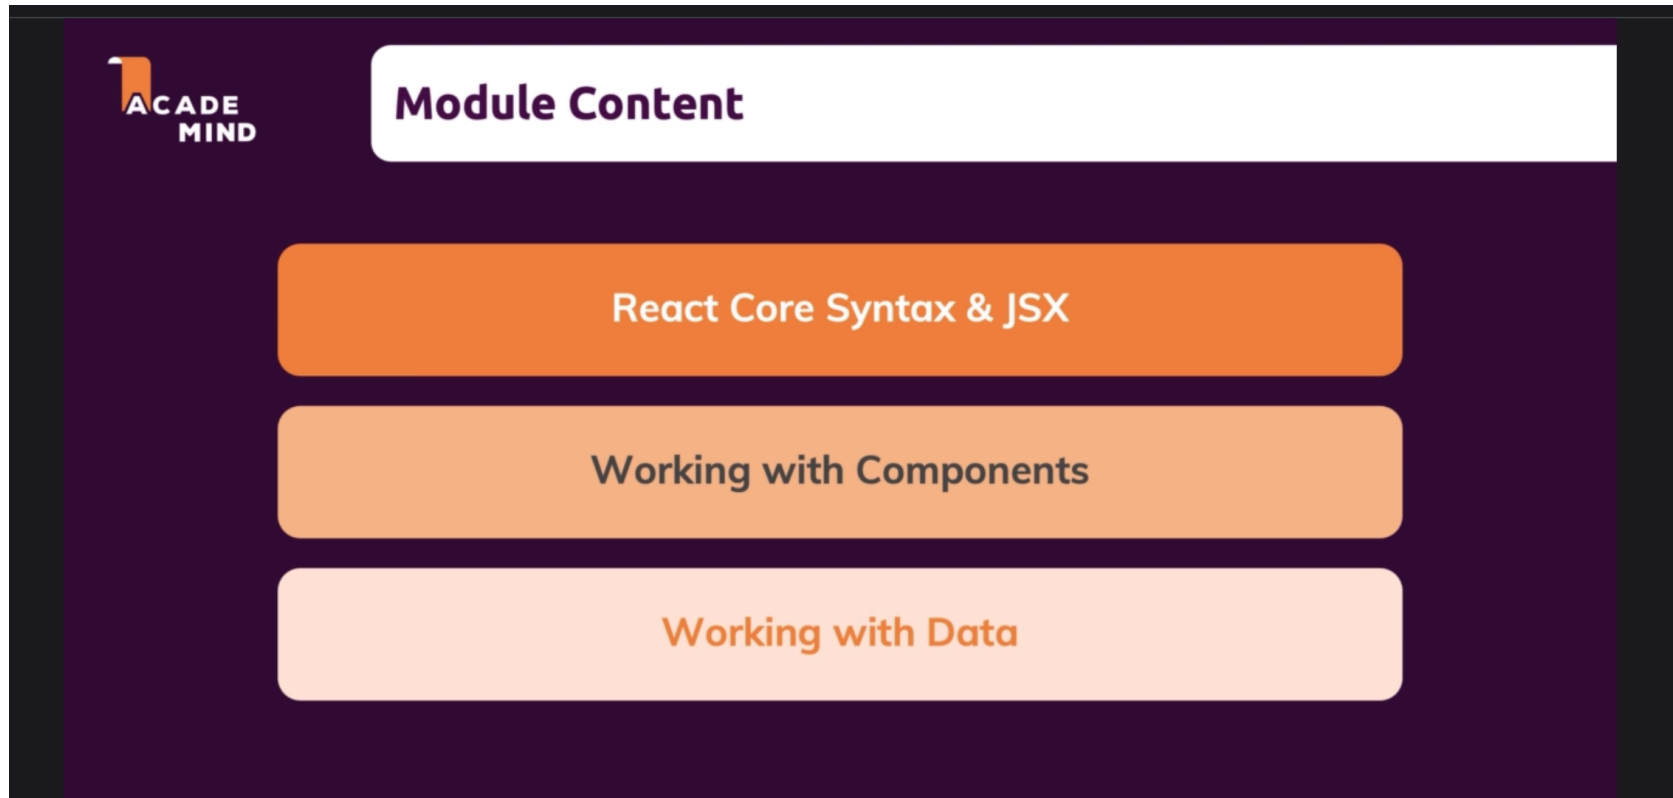 ACADE
MIND
Module Content
React Core Syntax & JSX
Working with Components
Working with Data